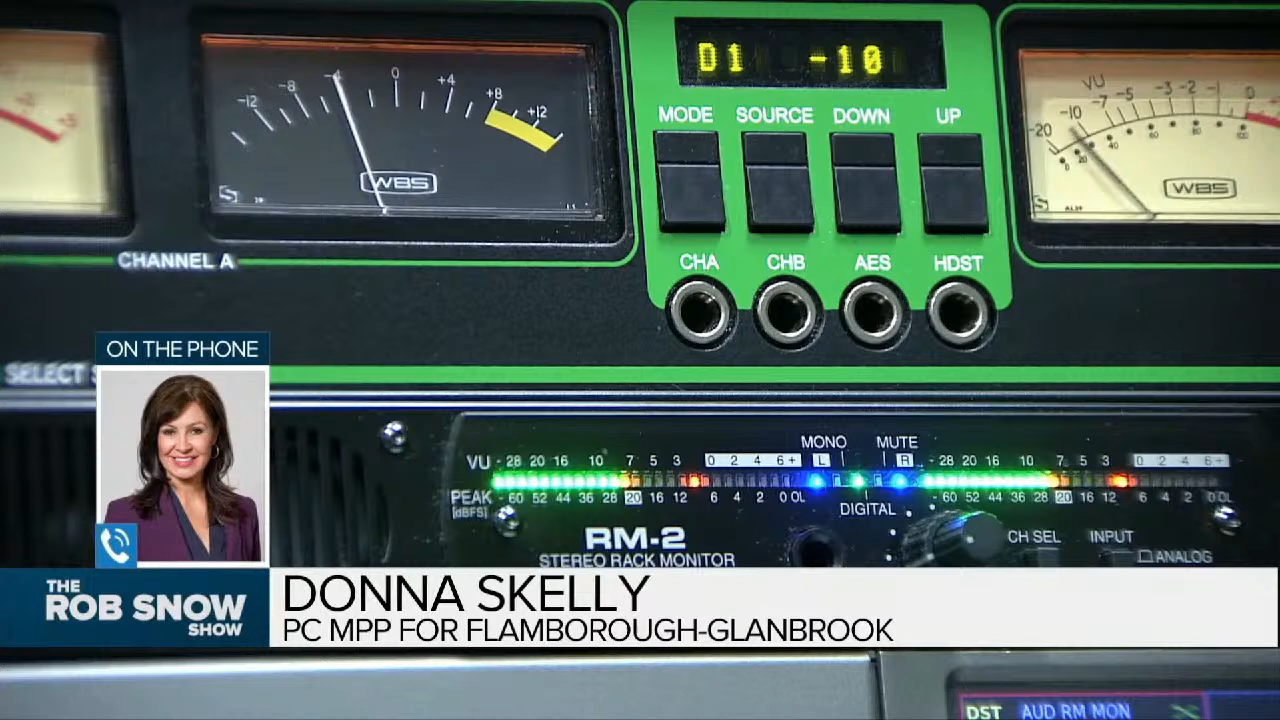 D1 -10
MODE SOURCE DOWN UP
-12 -8 -4 0 +4 +8 +12
VU
-20 -10 -7 -5 -3 -2 -1 0
WBS
WBS
CHANNEL A
CHA CHB AES HDST
ON THE PHONE
SELECT
MONO MUTE
VU - 28 20 16 10 7 5 3 0 2 4 6+ L R - 28 20 16 10 7 5 3 0 2 4 6+
PEAK - 60 52 44 36 28 20 16 12 6 4 2 0 OL - 60 52 44 36 28 20 16 12 6 4 2 0 OL
[dBFS]
DIGITAL
RM-2
STEREO RACK MONITOR
CH SEL INPUT
ANALOG
THE
ROB SNOW
SHOW
DONNA SKELLY
PC MPP FOR FLAMBOROUGH-GLANBROOK
DST AUD RM MON